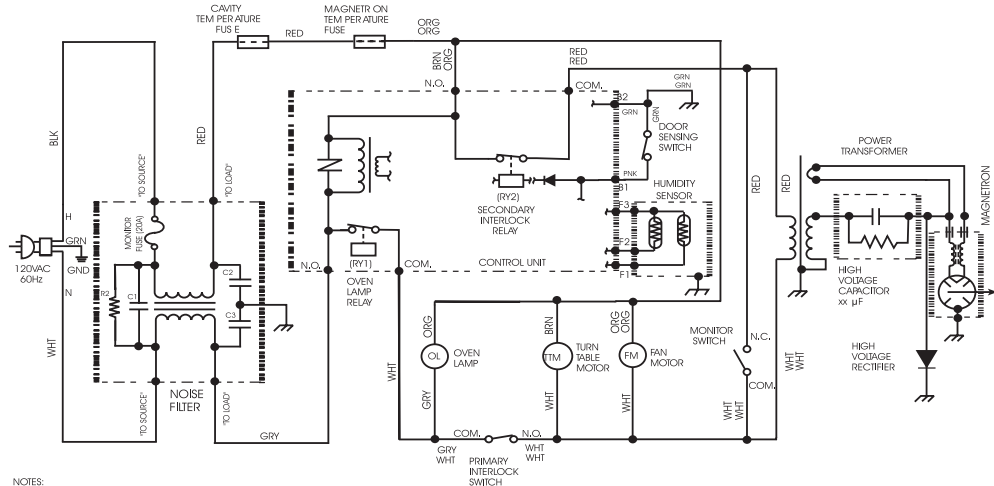 CAVITY
TEM PERATURE
FUS E
MAGNETR ON
TEM PERATURE
FUSE
ORG
ORG
RED
BRN
ORG
RED
RED
N.O.
COM.
B2
GRN
GRN
GRN
GRN
DOOR
SENSING
SWITCH
BLK
RED
"TO SOURCE"
"TO LOAD"
POWER
TRANSFORMER
RED
RED
MAGNETRON
PNK
B1
HUMIDITY
SENSOR
(RY2)
SECONDARY
INTERLOCK
RELAY
F3
F2
F1
H
GRN
GND
120VAC
60Hz
N
MONITOR
FUSE (20A)
R2
C1
C2
C3
(RY1)
N.O.
COM.
CONTROL UNIT
OVEN
LAMP
RELAY
HIGH
VOLTAGE
CAPACITOR
xx µF
WHT
NOISE
FILTER
"TO SOURCE"
"TO LOAD"
GRY
WHT
ORG
OL
OVEN
LAMP
GRY
BRN
TTM
TURN
TABLE
MOTOR
WHT
ORG
ORG
FM
FAN
MOTOR
WHT
MONITOR
SWITCH
N.C.
COM.
WHT
WHT
WHT
WHT
HIGH
VOLTAGE
RECTIFIER
COM.
N.O.
GRY
WHT
WHT
WHT
PRIMARY
INTERLOCK
SWITCH
NOTES: